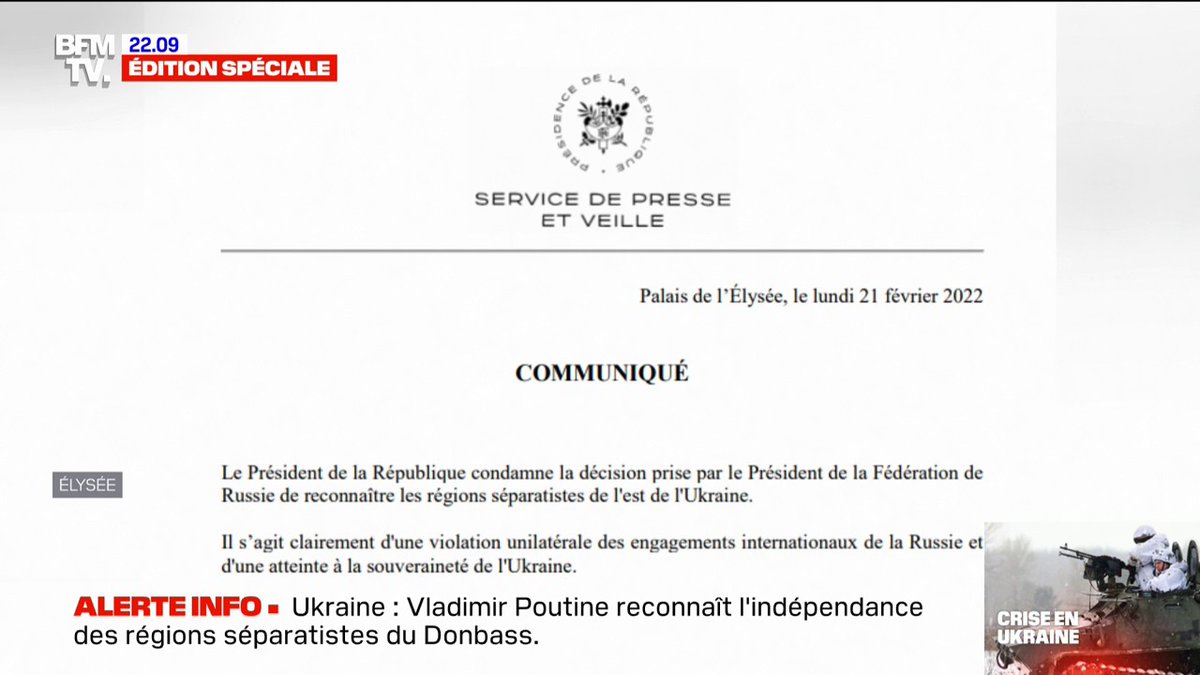 BFM
TV.
22.09
ÉDITION SPÉCIALE
PRÉSIDENCE DE LA RÉPUBLIQUE
SERVICE DE PRESSE
ET VEILLE
Palais de l'Élysée, le lundi 21 février 2022
COMMUNIQUÉ
ÉLYSÉE
Le Président de la République condamne la décision prise par le Président de la Fédération de
Russie de reconnaître les régions séparatistes de l'est de l'Ukraine.
Il s’agit clairement d'une violation unilatérale des engagements internationaux de la Russie et
d'une atteinte à la souveraineté de l'Ukraine.
ALERTE INFO ▪ Ukraine : Vladimir Poutine reconnaît l'indépendance
des régions séparatistes du Donbass.
CRISE EN
UKRAINE